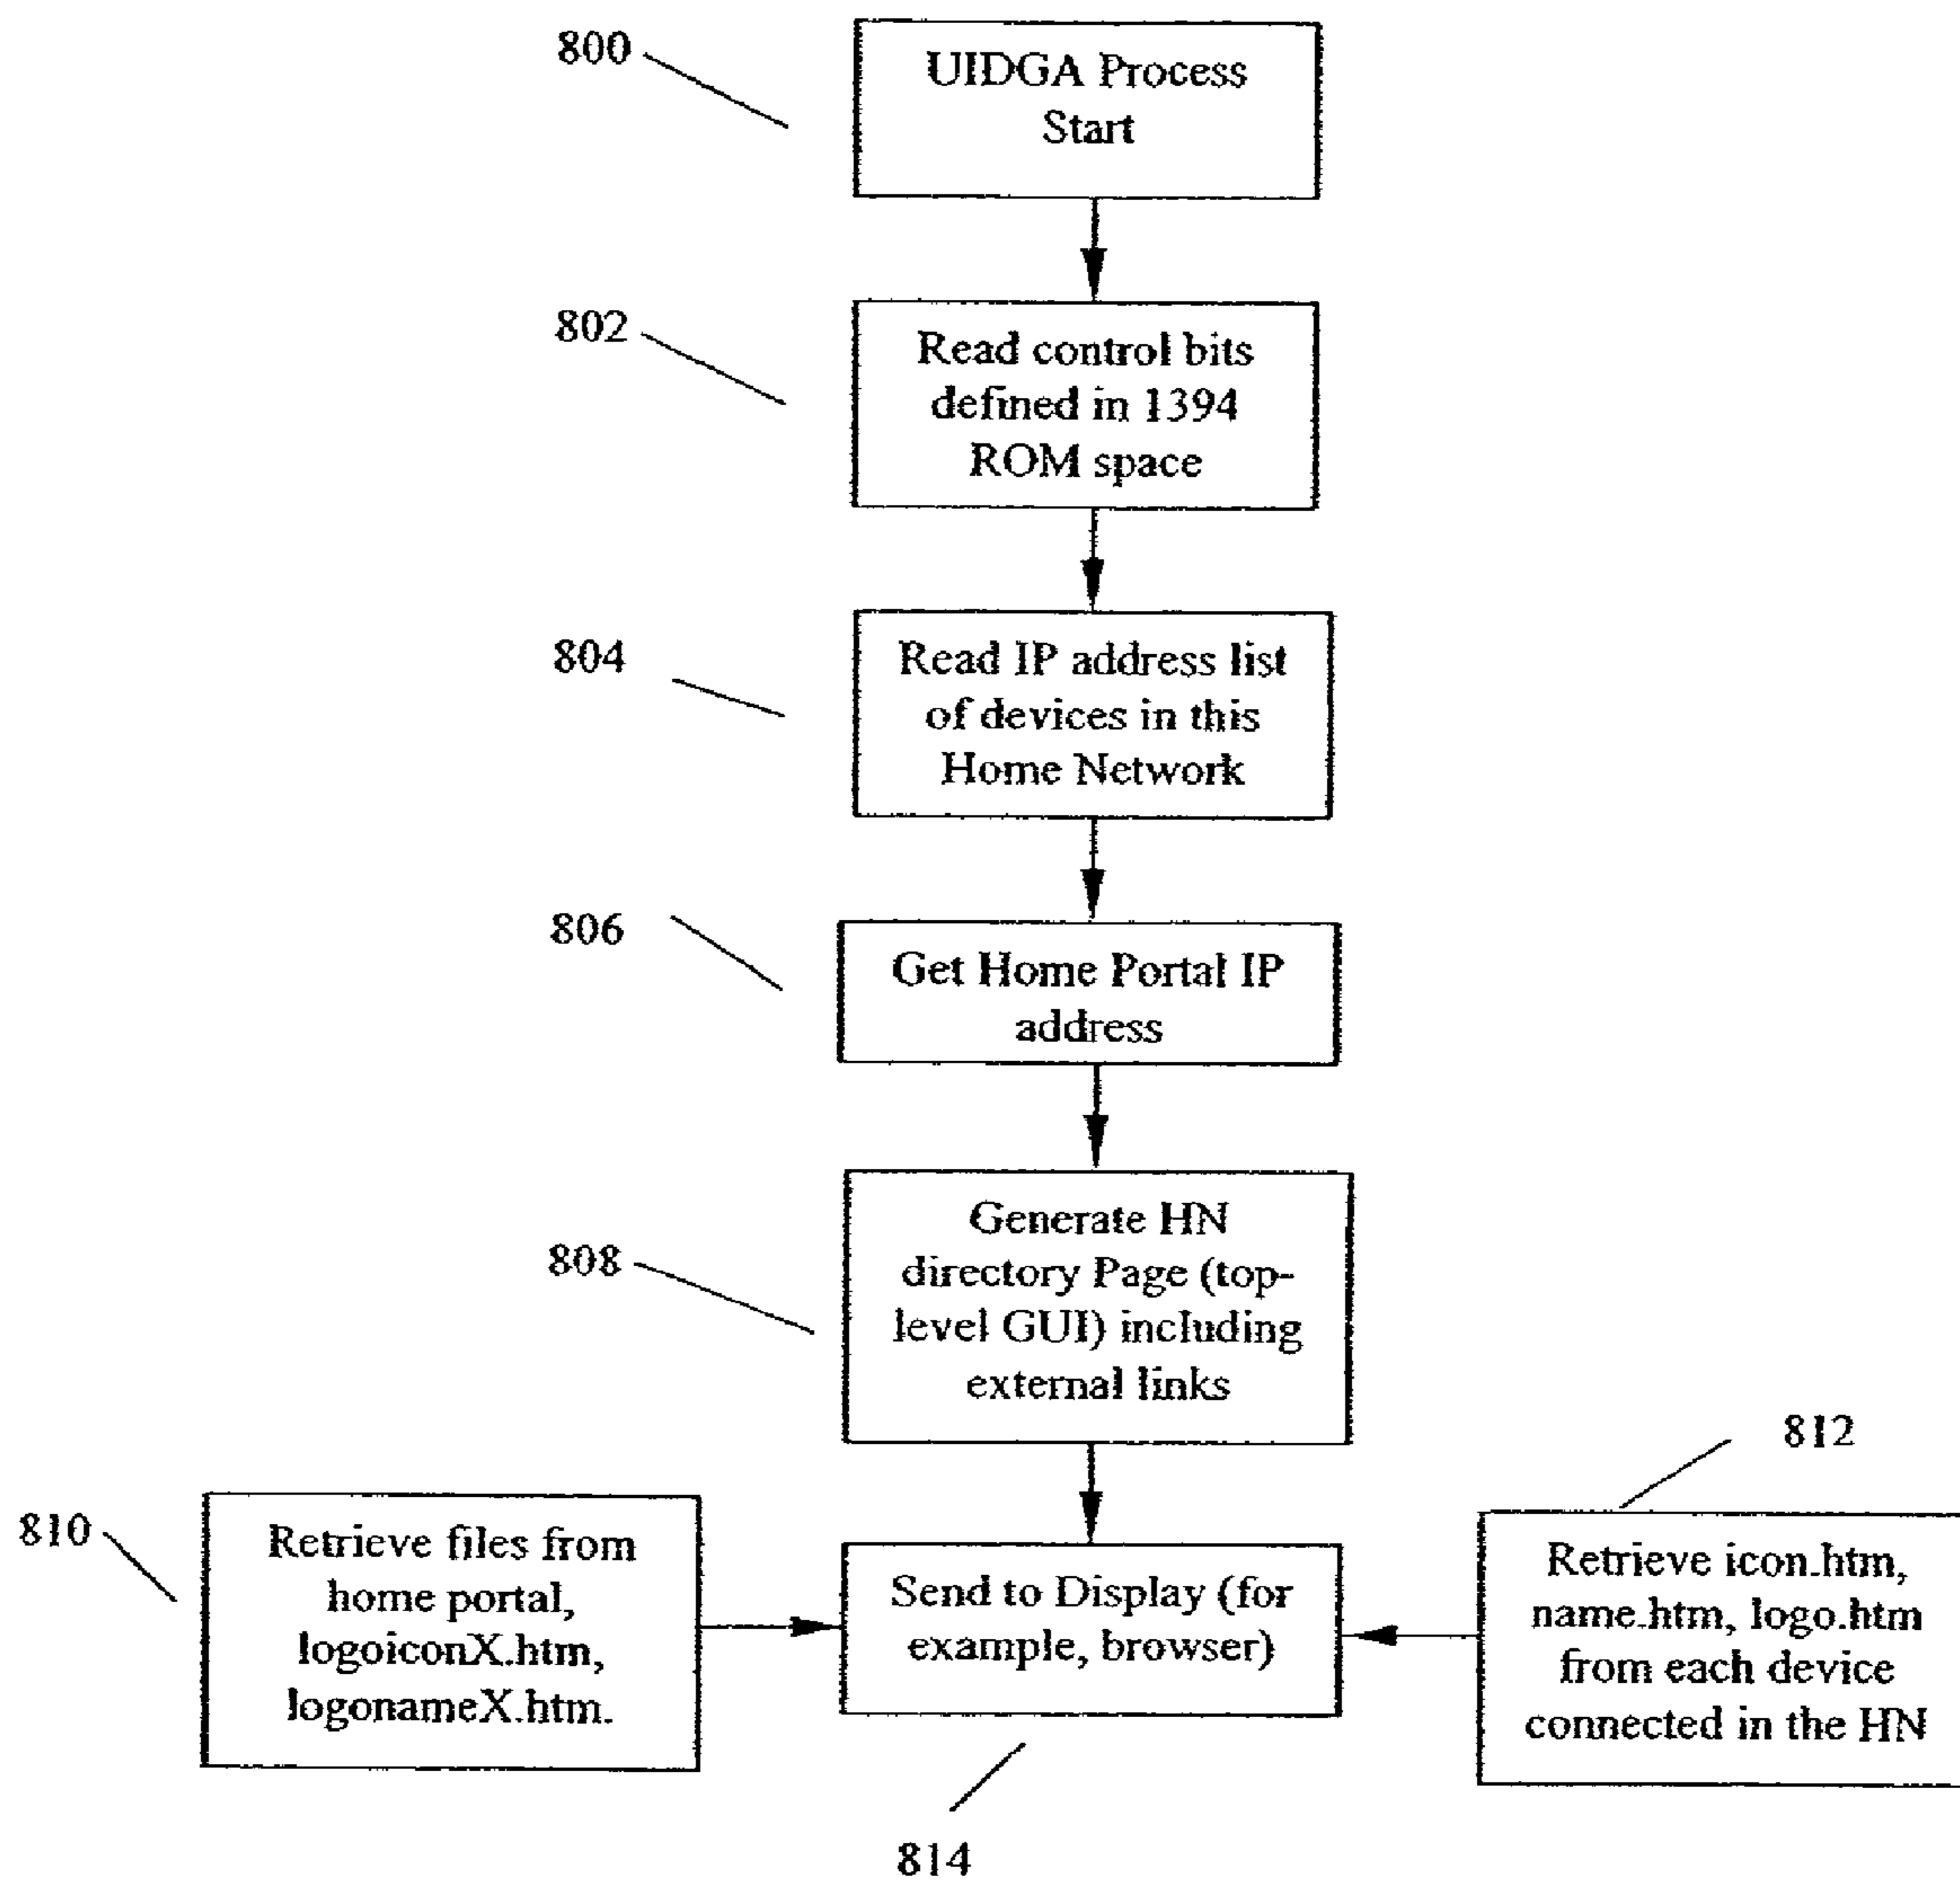 800
UIDGA Process
Start
802
Read control bits
defined in 1394
ROM space
804
Read IP address list
of devices in this
Home Network
806
Get Home Portal IP
address
808
Generate HN
directory Page (top-
level GUI) including
external links
810
Retrieve files from
home portal,
logoiconX.htm,
logonameX.htm.
Send to Display (for
example, browser)
814
812
Retrieve icon.htm,
name.htm, logo.htm
from each device
connected in the HN